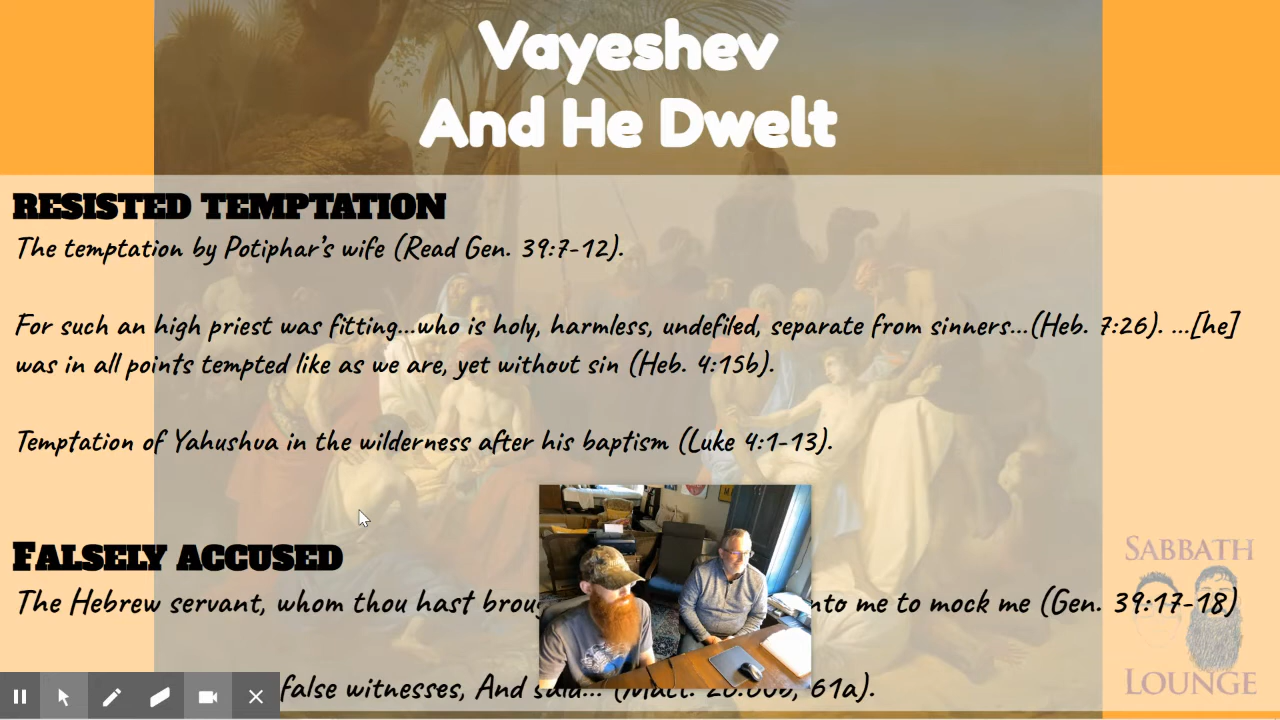 Vayeshev
And He Dwelt
RESISTED TEMPTATION
The temptation by Potiphar's wife (Read Gen. 39:7-12).
For such an high priest was fitting...who is holy, harmless, undefiled, separate from sinners...(Heb. 7:26). ...[he]
was in all points tempted like as we are, yet without sin (Heb. 4:15b).
Temptation of Yahushua in the wilderness after his baptism (Luke 4:1-13).
FALSELY ACCUSED
The Hebrew servant, whom thou hast to me to mock me (Gen. 39:17-18)
false witnesses, And said... (Matt. 61a).
SABBATH
LOUNGE